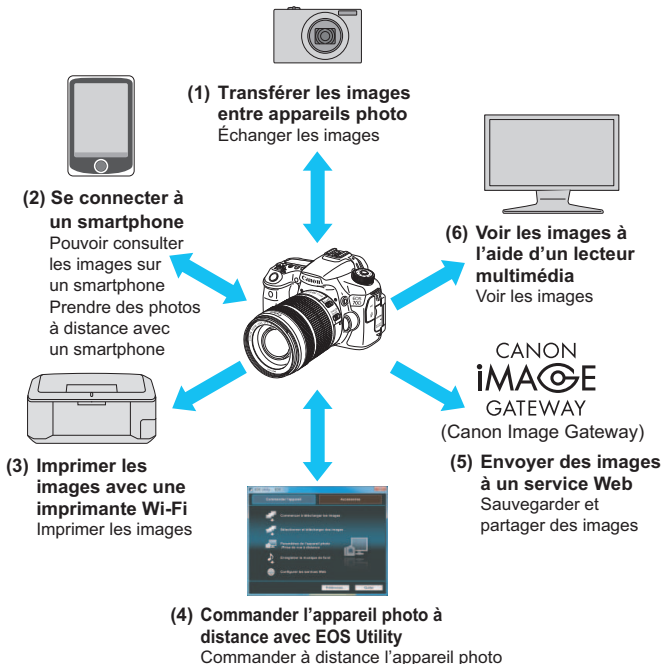 (1) Transférer les images
entre appareils photo
Échanger les images
(2) Se connecter à
un smartphone
Pouvoir consulter
les images sur
un smartphone
Prendre des photos
à distance avec
un smartphone
(6) Voir les images à
l'aide d'un lecteur
multimédia
Voir les images
Canon
EOS
70D
CANON
iMAGE
GATEWAY
(Canon Image Gateway)
(3) Imprimer les
images avec une
imprimante Wi-Fi
Imprimer les images
(5) Envoyer des images
à un service Web
Sauvegarder et
partager des images
(4) Commander l'appareil photo à
distance avec EOS Utility
Commander à distance l'appareil photo